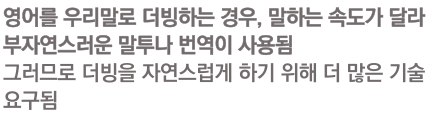 영어를 우리말로 더빙하는 경우, 말하는 속도가 달라
부자연스러운 말투나 번역이 사용됨
그러므로 더빙을 자연스럽게 하기 위해 더 많은 기술
요구됨